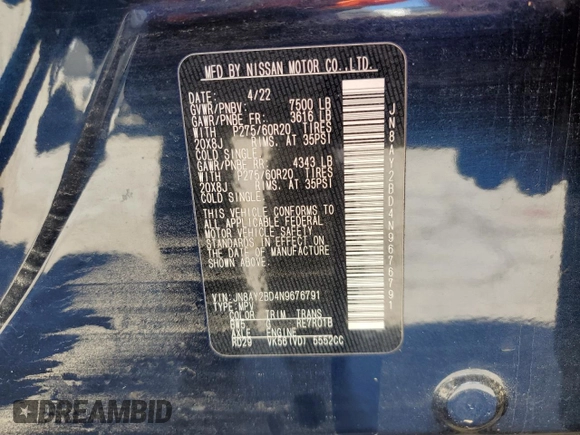 MFD BY NISSAN MOTOR CO.,LTD.
DATE: 4/22
GVWR/PNBV: 7500 LB
GAWR/PNBE FR: 3616 LB
WITH P275/60R20 TIRES
20X8J RIMS. AT 35PSI
COLD SINGLE
GAWR/PNBE RR: 4343 LB
WITH P275/60R20 TIRES
20X8J RIMS. AT 35PSI
COLD SINGLE
THIS VEHICLE CONFORMS TO
ALL APPLICABLE FEDERAL
MOTOR VEHICLE SAFETY
STANDARDS IN EFFECT ON
THE DATE OF MANUFACTURE
SHOWN ABOVE.
VIN:JN8AY2BD4N9676791
TYPE:MPV
COLOR TRIM TRANS
0 RE7R01B
AXLE ENGINE
RD29 VK56(VD) 5552CC
JN8AY2BD4N9676791
DREAMBID